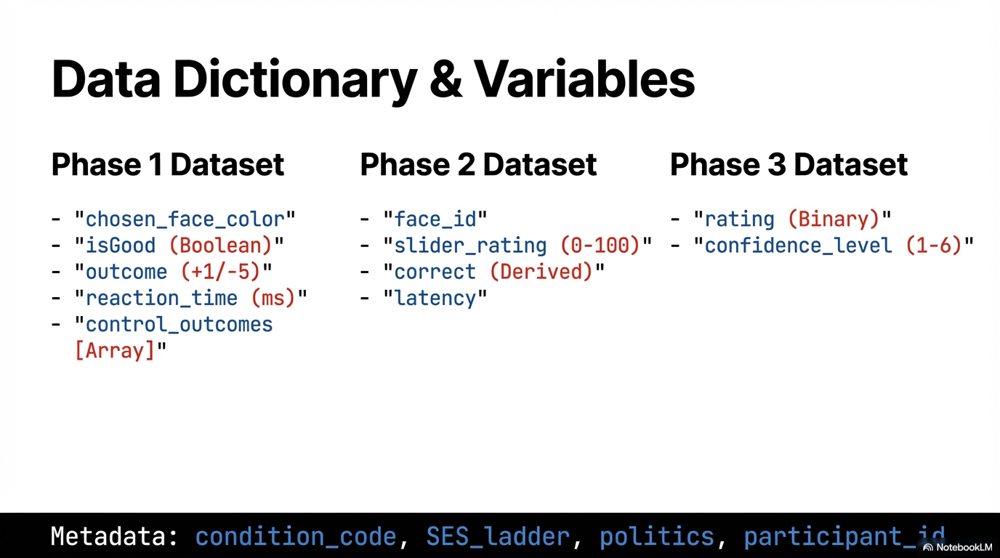 Data Dictionary & Variables
Phase 1 Dataset
- "chosen_face_color"
- "isGood (Boolean)"
- "outcome (+1/-5)"
- "reaction_time (ms)"
- "control_outcomes
[Array]"
Phase 2 Dataset
- "face_id"
- "slider_rating (0-100)"
- "correct (Derived)"
- "latency"
Phase 3 Dataset
- "rating (Binary)"
- "confidence_level (1-6)"
Metadata: condition_code, SES_ladder, politics, participant_id
NotebookLM